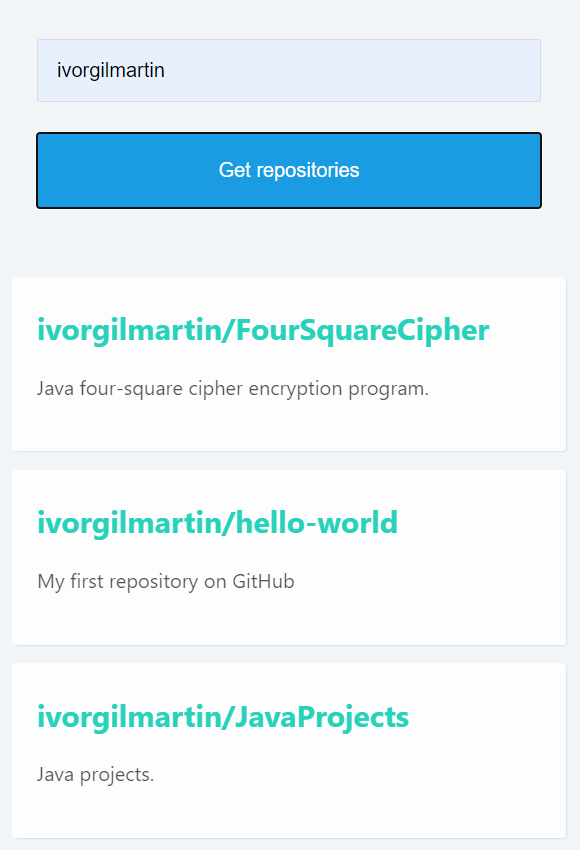 ivorgilmartin
Get repositories
ivorgilmartin/FourSquareCipher
Java four-square cipher encryption program.
ivorgilmartin/hello-world
My first repository on GitHub
ivorgilmartin/JavaProjects
Java projects.